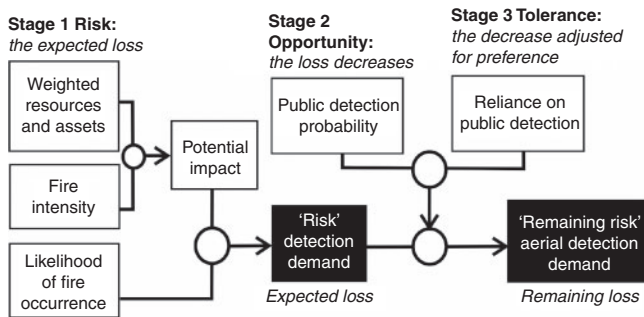 Stage 1 Risk:
the expected loss
Weighted
resources
and assets
Fire
intensity
Likelihood
of fire
occurrence
Potential
impact
Stage 2
Opportunity:
the loss decreases
Public detection
probability
Stage 3 Tolerance:
the decrease adjusted
for preference
Reliance on
public detection
‘Risk’
detection
demand
Expected loss
‘Remaining risk’
aerial detection
demand
Remaining loss